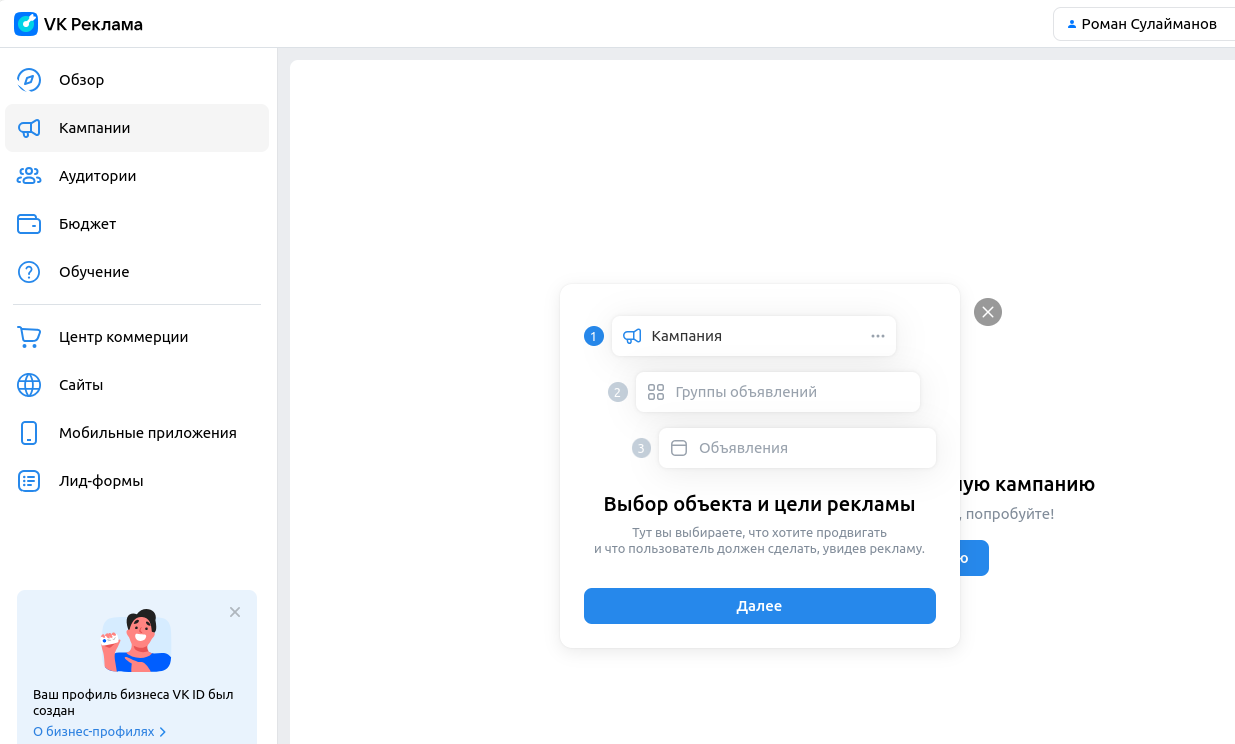 VK Реклама
Роман Сулайманов
Обзор
Кампании
Аудитории
Бюджет
Обучение
Центр коммерции
Сайты
Мобильные приложения
Лид-формы
Ваш профиль бизнеса VK ID был
создан
О бизнес-профилях
1 Кампания
2 Группы объявлений
3 Объявления
Выбор объекта и цели рекламы
Тут вы выбираете, что хотите продвигать
и что пользователь должен сделать, увидев рекламу.
Далее
кампанию
, попробуйте!